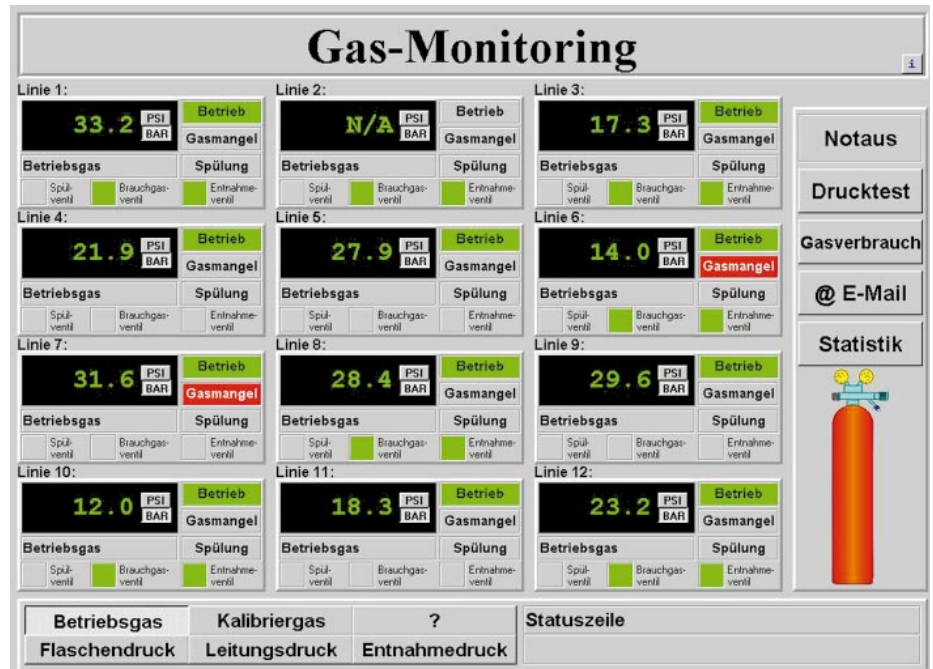 Gas-Monitoring
i
Linie 1:
33.2 PSI BAR
Betrieb
Gasmangel
Betriebsgas
Spülung
Spül-ventil
Brauchgas-ventil
Entnahme-ventil
Linie 2:
N/A PSI BAR
Betrieb
Gasmangel
Betriebsgas
Spülung
Spül-ventil
Brauchgas-ventil
Entnahme-ventil
Linie 3:
17.3 PSI BAR
Betrieb
Gasmangel
Betriebsgas
Spülung
Spül-ventil
Brauchgas-ventil
Entnahme-ventil
Linie 4:
21.9 PSI BAR
Betrieb
Gasmangel
Betriebsgas
Spülung
Spül-ventil
Brauchgas-ventil
Entnahme-ventil
Linie 5:
27.9 PSI BAR
Betrieb
Gasmangel
Betriebsgas
Spülung
Spül-ventil
Brauchgas-ventil
Entnahme-ventil
Linie 6:
14.0 PSI BAR
Betrieb
Gasmangel
Betriebsgas
Spülung
Spül-ventil
Brauchgas-ventil
Entnahme-ventil
Linie 7:
31.6 PSI BAR
Betrieb
Gasmangel
Betriebsgas
Spülung
Spül-ventil
Brauchgas-ventil
Entnahme-ventil
Linie 8:
28.4 PSI BAR
Betrieb
Gasmangel
Betriebsgas
Spülung
Spül-ventil
Brauchgas-ventil
Entnahme-ventil
Linie 9:
29.6 PSI BAR
Betrieb
Gasmangel
Betriebsgas
Spülung
Spül-ventil
Brauchgas-ventil
Entnahme-ventil
Linie 10:
12.0 PSI BAR
Betrieb
Gasmangel
Betriebsgas
Spülung
Spül-ventil
Brauchgas-ventil
Entnahme-ventil
Linie 11:
18.3 PSI BAR
Betrieb
Gasmangel
Betriebsgas
Spülung
Spül-ventil
Brauchgas-ventil
Entnahme-ventil
Linie 12:
23.2 PSI BAR
Betrieb
Gasmangel
Betriebsgas
Spülung
Spül-ventil
Brauchgas-ventil
Entnahme-ventil
Notaus
Drucktest
Gasverbrauch
@ E-Mail
Statistik
Betriebsgas
Kalibriergas
?
Statuszeile
Flaschendruck
Leitungsdruck
Entnahmedruck